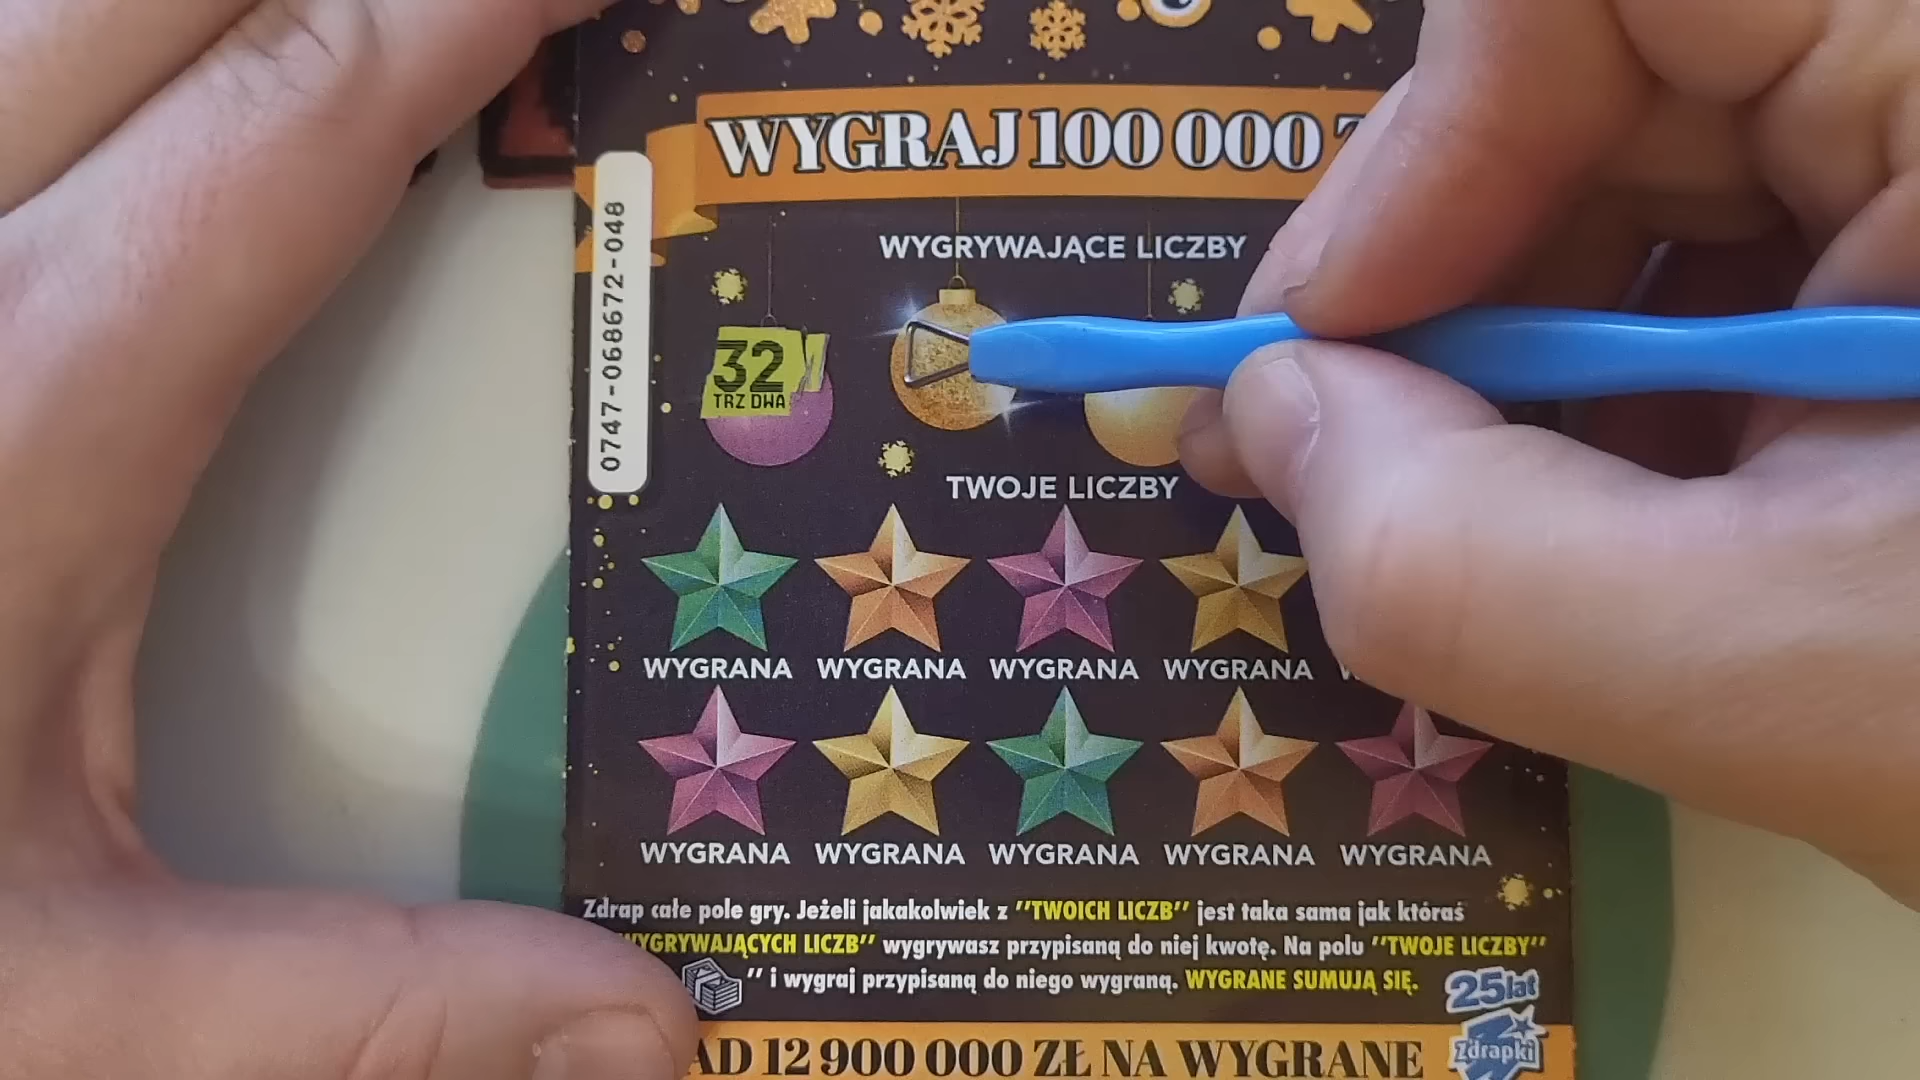 WYGRAJ 100 000
0747-068672-048
WYGRYWAJĄCE LICZBY
32
TRZ DWA
TWOJE LICZBY
WYGRANA WYGRANA WYGRANA WYGRANA
WYGRANA WYGRANA WYGRANA WYGRANA WYGRANA
Zdrap całe pole gry. Jeżeli jakakolwiek z "TWOICH LICZB" jest taka sama jak któraś
WYGRYWAJĄCYCH LICZB" wygrywasz przypisaną do niej kwotę. Na polu "TWOJE LICZBY"
" i wygraj przypisaną do niego wygraną. WYGRANE SUMUJĄ SIĘ.
25 lat
Zdrapki
AD 12 900 000 ZŁ NA WYGRANE